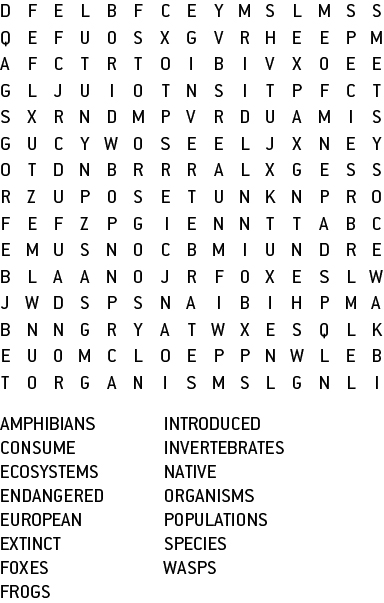 D F E L B F C E Y M S L M S S
Q E F U O S X G V R H E E P M
A F C T R T O I B I V X O E E
G L J U I O T N S I T P F C T
S X R N D M P V R D U A M I S
G U C Y W O S E E L J X N E Y
O T D N B R R R A L X G E S S
R Z U P O S E T U N K N P R O
F E F Z P G I E N N T T A B C
E M U S N O C B M I U N D R E
B L A A N O J R F O X E S L W
J W D S P S N A I B I H P M A
B N N G R Y A T W X E S Q L K
E U O M C L O E P P N W L E B
T O R G A N I S M S L G N L I
AMPHIBIANS INTRODUCED
CONSUME INVERTEBRATES
ECOSYSTEMS NATIVE
ENDANGERED ORGANISMS
EUROPEAN POPULATIONS
EXTINCT SPECIES
FOXES WASPS
FROGS